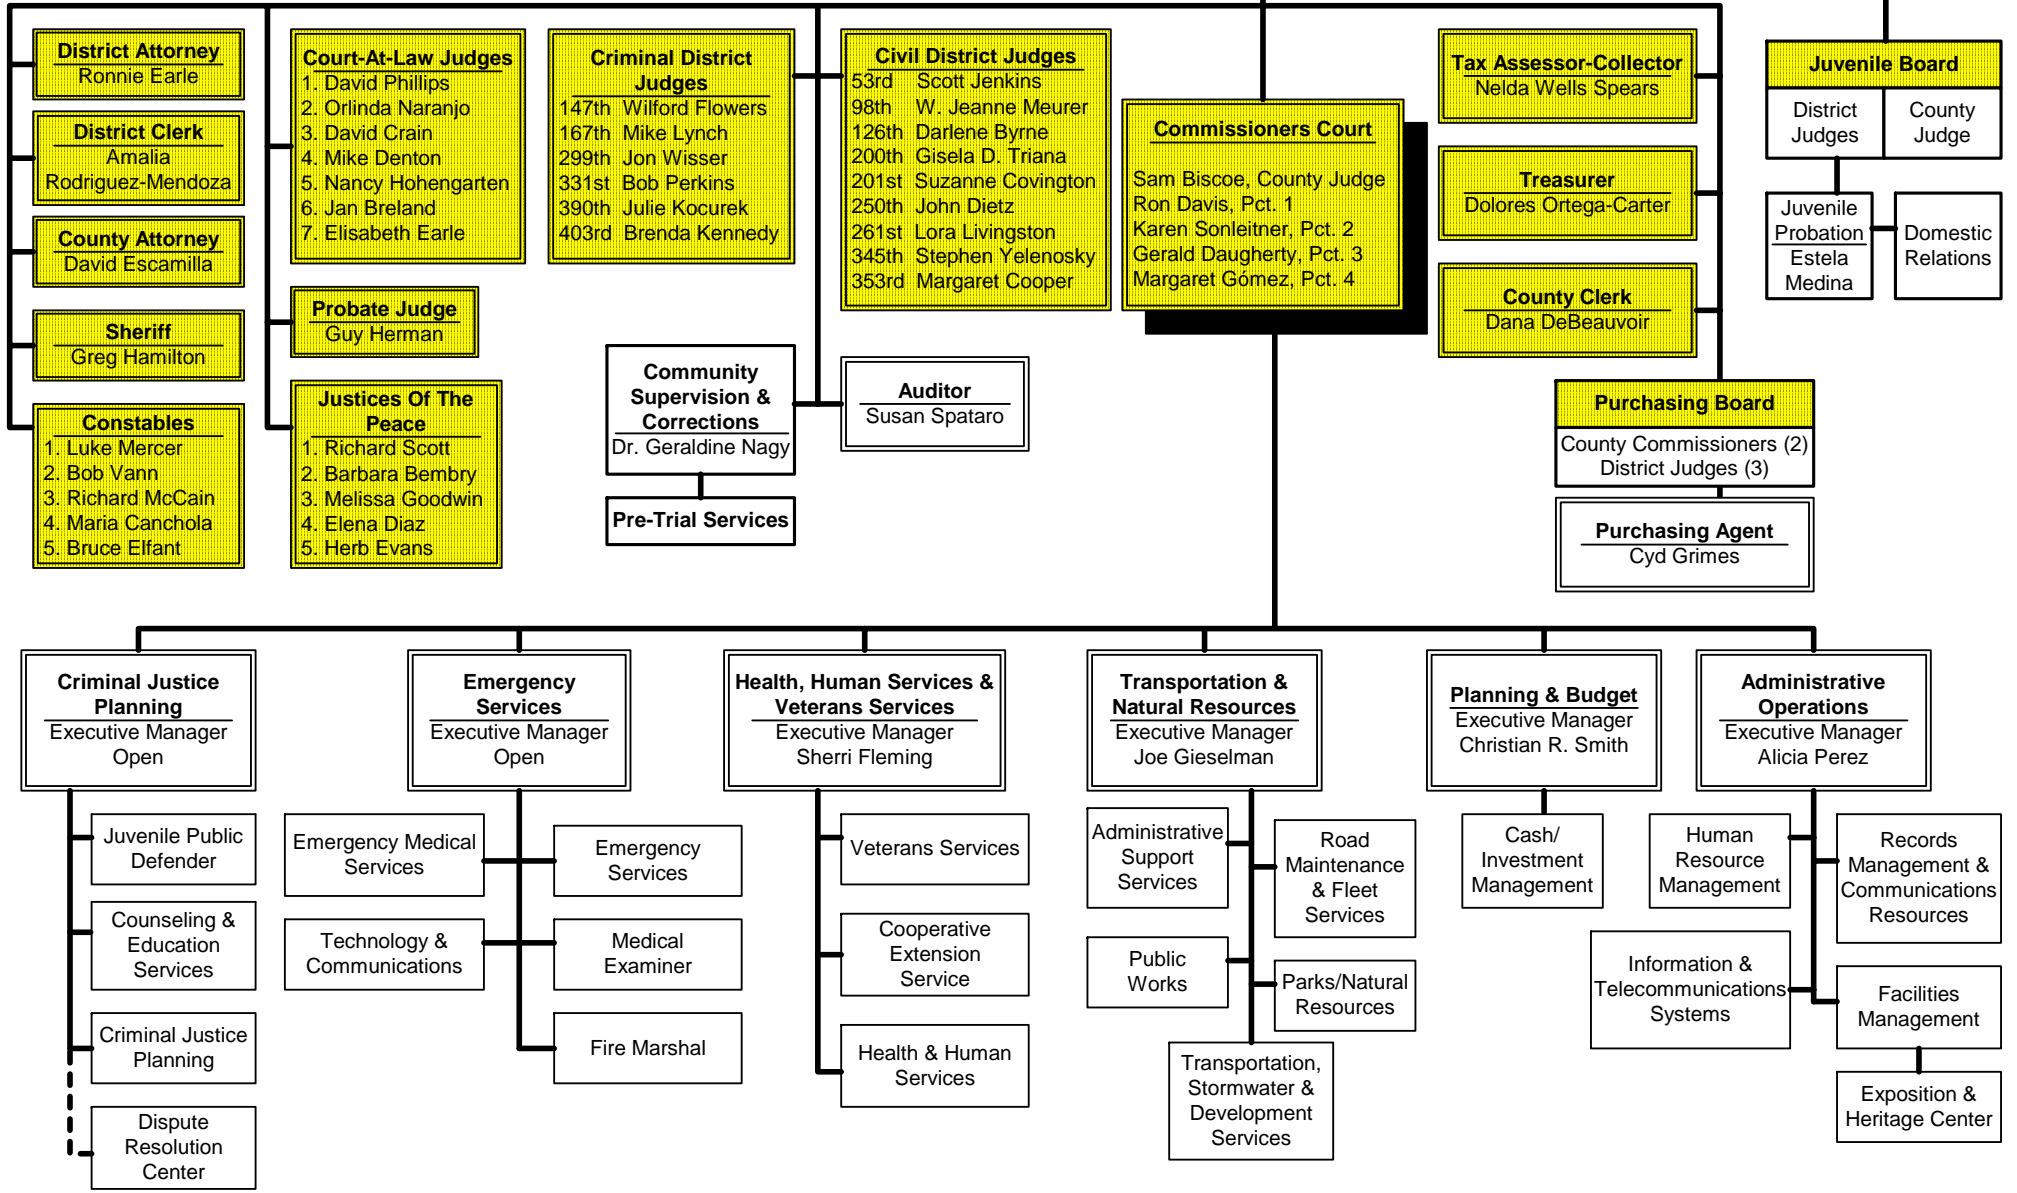 District Attorney
Ronnie Earle
District Clerk
Amalia
Rodriguez-Mendoza
County Attorney
David Escamilla
Sheriff
Greg Hamilton
Constables
1. Luke Mercer
2. Bob Vann
3. Richard McCain
4. Maria Canchola
5. Bruce Elfant
Court-At-Law Judges
1. David Phillips
2. Orlinda Naranjo
3. David Crain
4. Mike Denton
5. Nancy Hohengarten
6. Jan Breland
7. Elisabeth Earle
Probate Judge
Guy Herman
Justices Of The
Peace
1. Richard Scott
2. Barbara Bembry
3. Melissa Goodwin
4. Elena Diaz
5. Herb Evans
Criminal District
Judges
147th Wilford Flowers
167th Mike Lynch
299th Jon Wisser
331st Bob Perkins
390th Julie Kocurek
403rd Brenda Kennedy
Community
Supervision &
Corrections
Dr. Geraldine Nagy
Pre-Trial Services
Civil District Judges
53rd Scott Jenkins
98th W. Jeanne Meurer
126th Darlene Byrne
200th Gisela D. Triana
201st Suzanne Covington
250th John Dietz
261st Lora Livingston
345th Stephen Yelenosky
353rd Margaret Cooper
Auditor
Susan Spataro
Commissioners Court
Sam Biscoe, County Judge
Ron Davis, Pct. 1
Karen Sonleitner, Pct. 2
Gerald Daugherty, Pct. 3
Margaret Gómez, Pct. 4
Tax Assessor-Collector
Nelda Wells Spears
Treasurer
Dolores Ortega-Carter
County Clerk
Dana DeBeauvoir
Purchasing Board
County Commissioners (2)
District Judges (3)
Purchasing Agent
Cyd Grimes
Juvenile Board
District
Judges
County
Judge
Juvenile
Probation
Estela
Medina
Domestic
Relations
Criminal Justice
Planning
Executive Manager
Open
Juvenile Public
Defender
Counseling &
Education
Services
Criminal Justice
Planning
Dispute
Resolution
Center
Emergency
Services
Executive Manager
Open
Emergency Medical
Services
Emergency
Services
Technology &
Communications
Medical
Examiner
Fire Marshal
Health, Human Services &
Veterans Services
Executive Manager
Sherri Fleming
Veterans Services
Cooperative
Extension
Service
Health & Human
Services
Transportation &
Natural Resources
Executive Manager
Joe Gieselman
Administrative
Support
Services
Road
Maintenance
& Fleet
Services
Public
Works
Parks/Natural
Resources
Transportation,
Stormwater &
Development
Services
Planning & Budget
Executive Manager
Christian R. Smith
Cash/
Investment
Management
Administrative
Operations
Executive Manager
Alicia Perez
Human
Resource
Management
Records
Management &
Communications
Resources
Information &
Telecommunications
Systems
Facilities
Management
Exposition &
Heritage Center